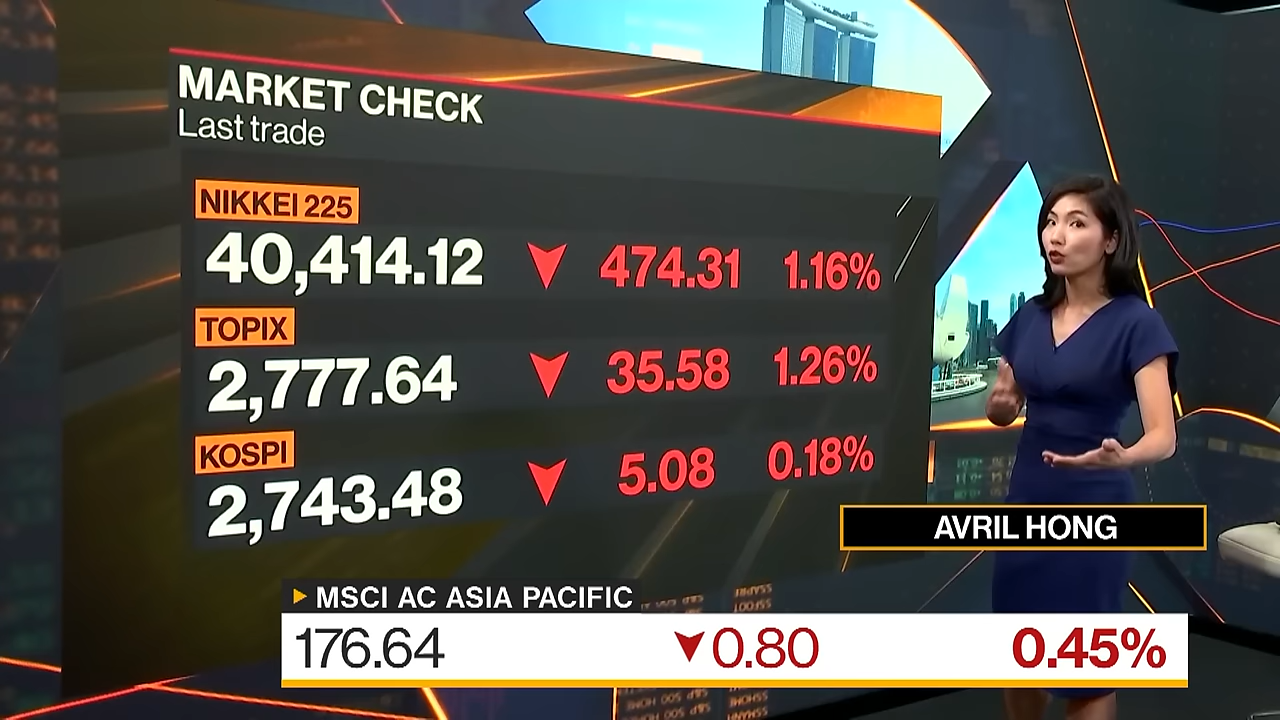 MARKET CHECK
Last trade
NIKKEI 225
40,414.12 ▼ 474.31 1.16%
TOPIX
2,777.64 ▼ 35.58 1.26%
KOSPI
2,743.48 ▼ 5.08 0.18%
AVRIL HONG
MSCI AC ASIA PACIFIC
176.64 ▼0.80 0.45%